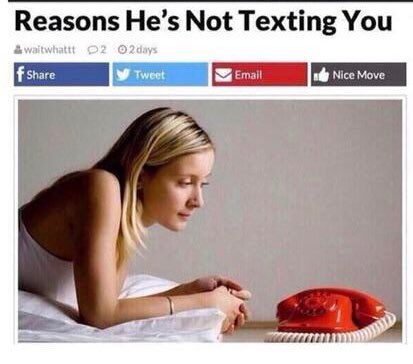 Reasons He's Not Texting You
waitwhattt 2 2 days
f Share Tweet Email Nice Move